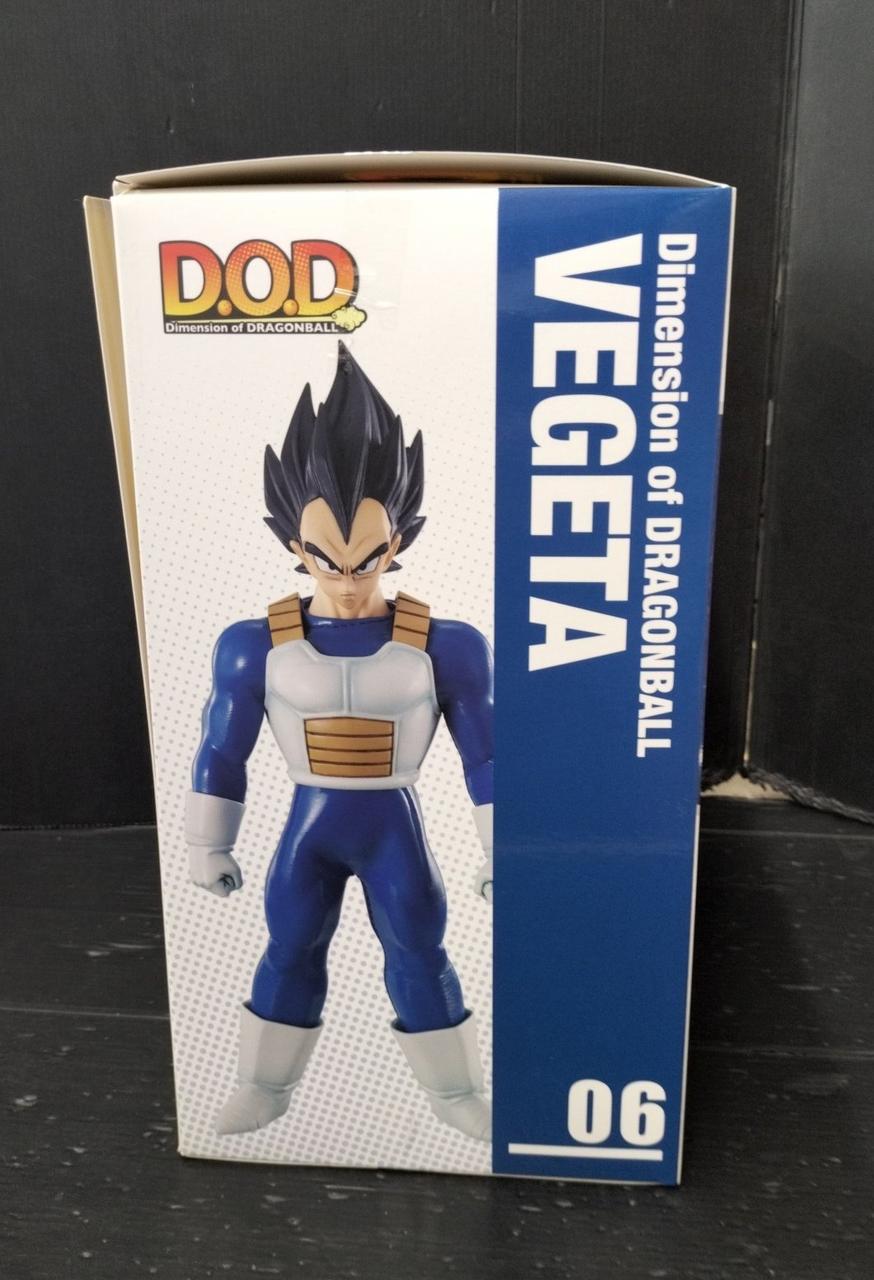 D.O.D
Dimension of DRAGONBALL
Dimension of DRAGONBALL
VEGETA
06